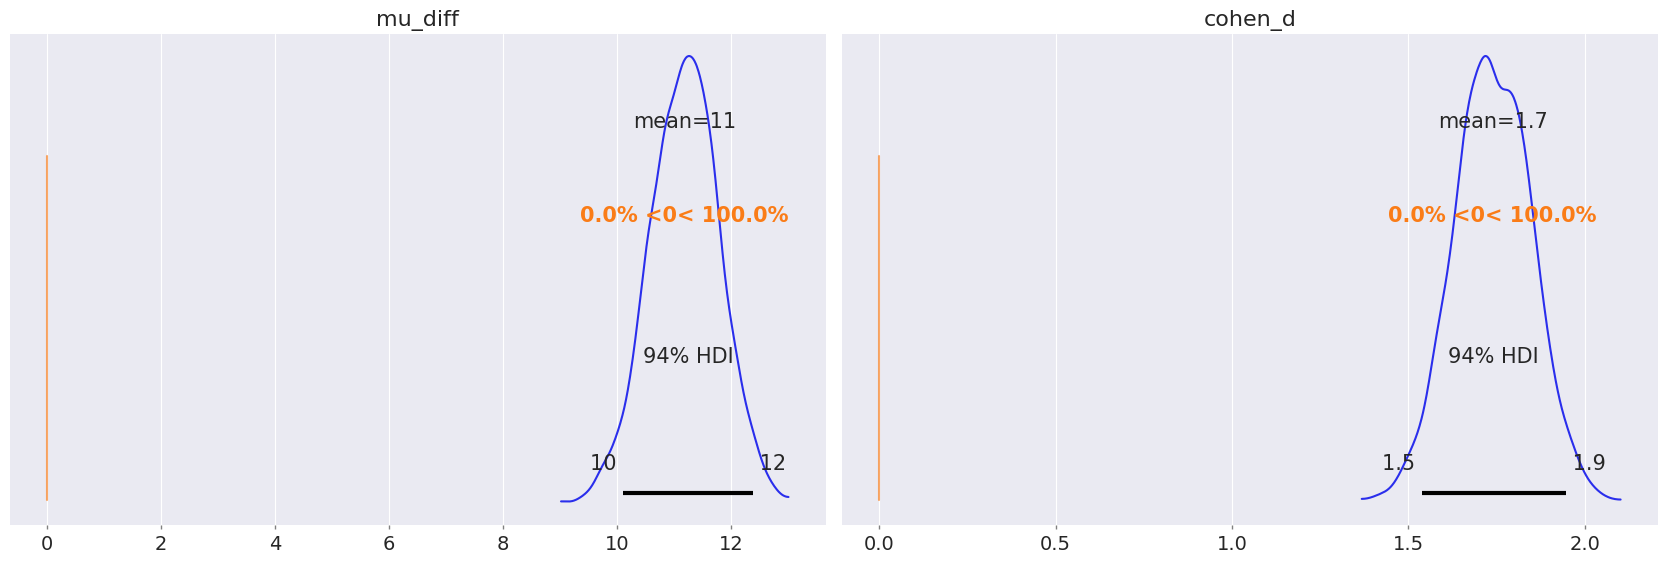 mu_diff
mean=11
0.0% <0< 100.0%
94% HDI
10 12
0 2 4 6 8 10 12
cohen_d
mean=1.7
0.0% <0< 100.0%
94% HDI
1.5 1.9
0.0 0.5 1.0 1.5 2.0